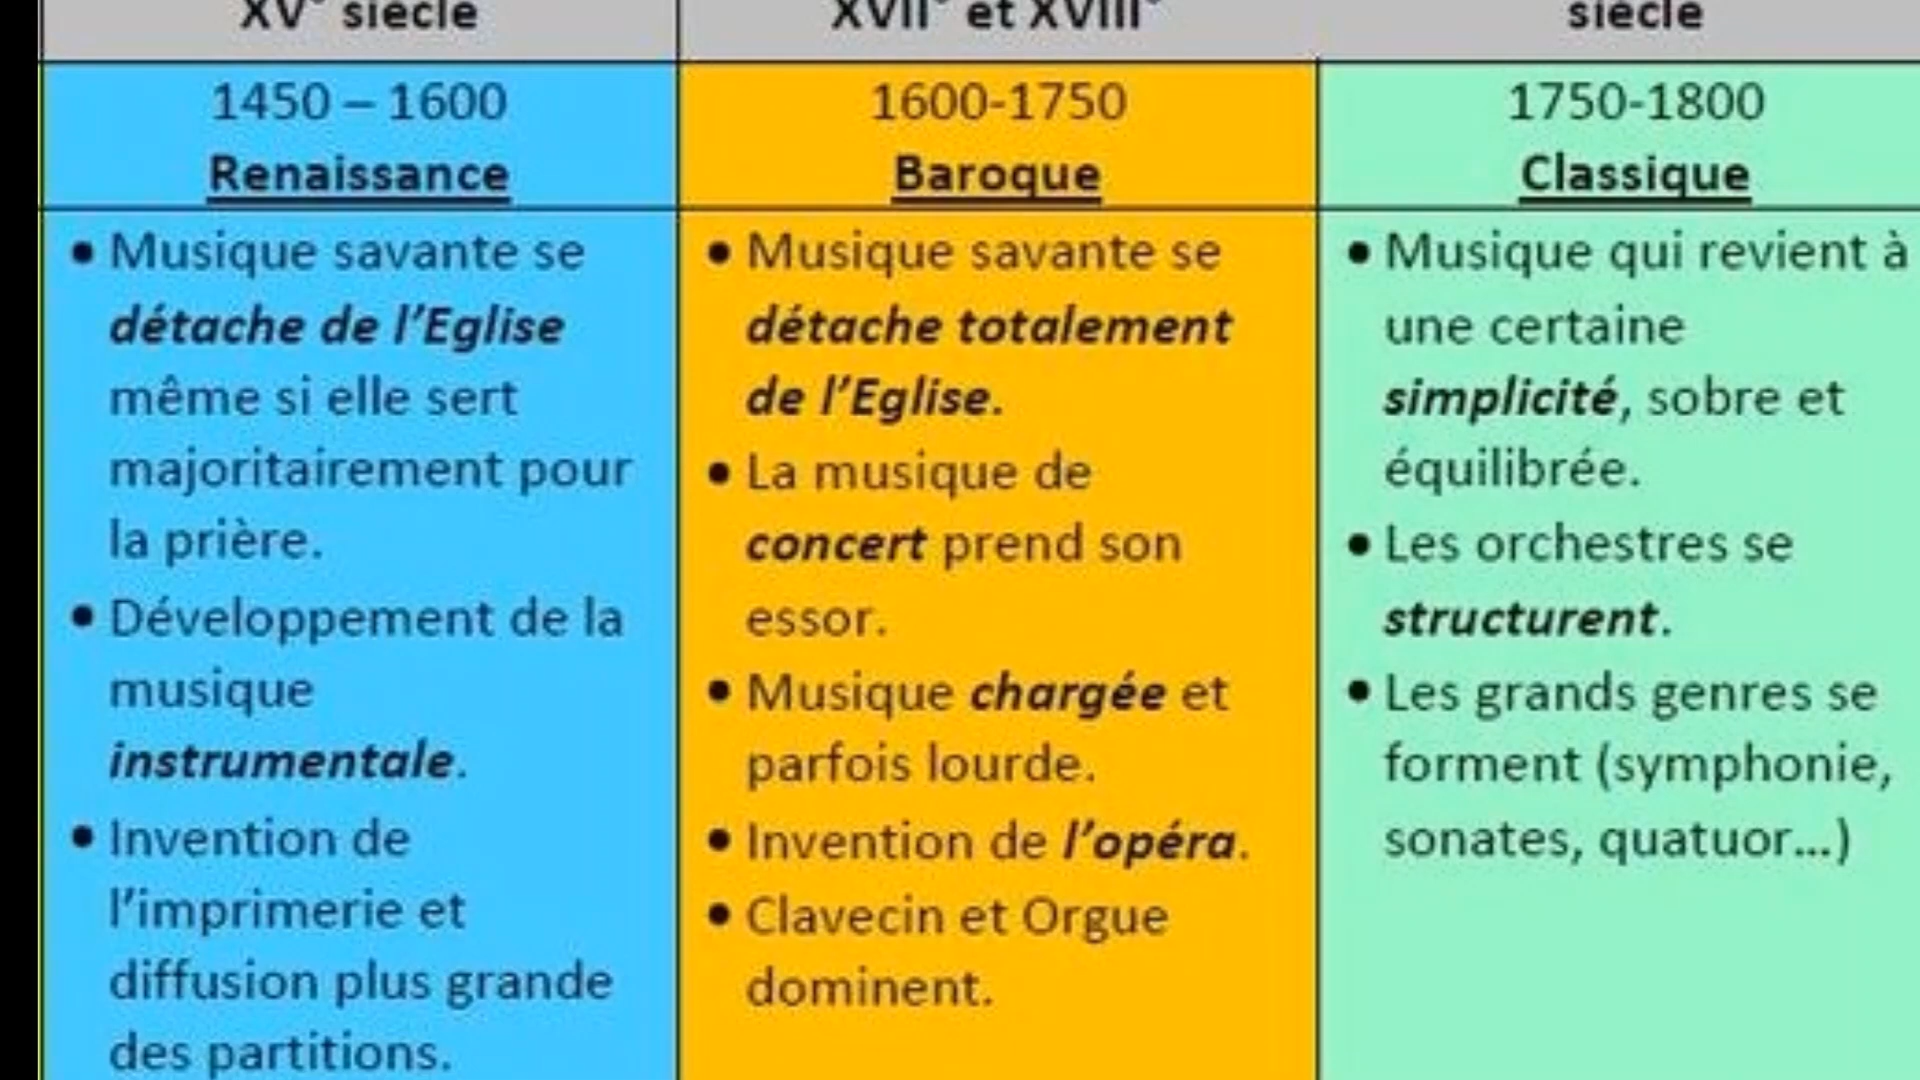 XV° siècle
XVII° et XVIII°
siècle
1450 – 1600
Renaissance
1600-1750
Baroque
1750-1800
Classique
• Musique savante se
détache de l’Eglise
même si elle sert
majoritairement pour
la prière.
• Développement de la
musique
instrumentale.
• Invention de
l’imprimerie et
diffusion plus grande
des partitions.
• Musique savante se
détache totalement
de l’Eglise.
• La musique de
concert prend son
essor.
• Musique chargée et
parfois lourde.
• Invention de l’opéra.
• Clavecin et Orgue
dominent.
• Musique qui revient à
une certaine
simplicité, sobre et
équilibrée.
• Les orchestres se
structurent.
• Les grands genres se
forment (symphonie,
sonates, quatuor...)